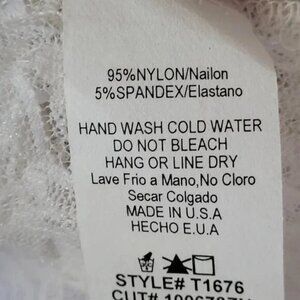 95%NYLON/Nailon
5%SPANDEX/Elastano
HAND WASH COLD WATER
DO NOT BLEACH
HANG OR LINE DRY
Lave Frio a Mano,No Cloro
Secar Colgado
MADE IN U.S.A
HECHO E.U.A
STYLE# T1676
CUT#